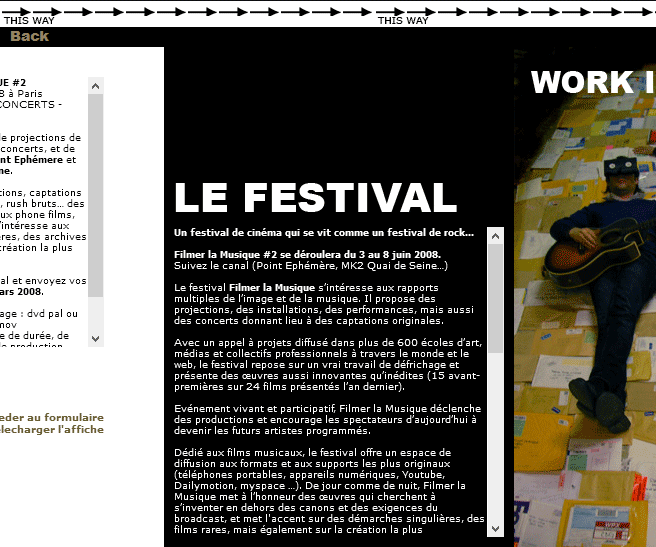 THIS WAY THIS WAY
Back
UE #2
8 à Paris
CONCERTS -
de projections de
concerts, et de
nt Ephémere et
ne.
tions, captations
, rush bruts... des
ux phone films,
'intéresse aux
ères, des archives
réation la plus
al et envoyez vos
ars 2008.
age : dvd pal ou
mov
e de durée, de
de production
eder au formulaire
lecharger l'affiche
LE FESTIVAL
Un festival de cinéma qui se vit comme un festival de rock...
Filmer la Musique #2 se déroulera du 3 au 8 juin 2008.
Suivez le canal (Point Ephémère, MK2 Quai de Seine...)
Le festival Filmer la Musique s'intéresse aux rapports
multiples de l'image et de la musique. Il propose des
projections, des installations, des performances, mais aussi
des concerts donnant lieu à des captations originales.
Avec un appel à projets diffusé dans plus de 600 écoles d'art,
médias et collectifs professionnels à travers le monde et le
web, le festival repose sur un vrai travail de défrichage et
présente des œuvres aussi innovantes qu'inédites (15 avant-
premières sur 24 films présentés l'an dernier).
Evénement vivant et participatif, Filmer la Musique déclenche
des productions et encourage les spectateurs d'aujourd'hui à
devenir les futurs artistes programmés.
Dédié aux films musicaux, le festival offre un espace de
diffusion aux formats et aux supports les plus originaux
(téléphones portables, appareils numériques, Youtube,
Dailymotion, myspace ...). De jour comme de nuit, Filmer la
Musique met à l'honneur des œuvres qui cherchent à
s'inventer en dehors des canons et des exigences du
broadcast, et met l'accent sur des démarches singulières, des
films rares, mais également sur la création la plus
WORK I